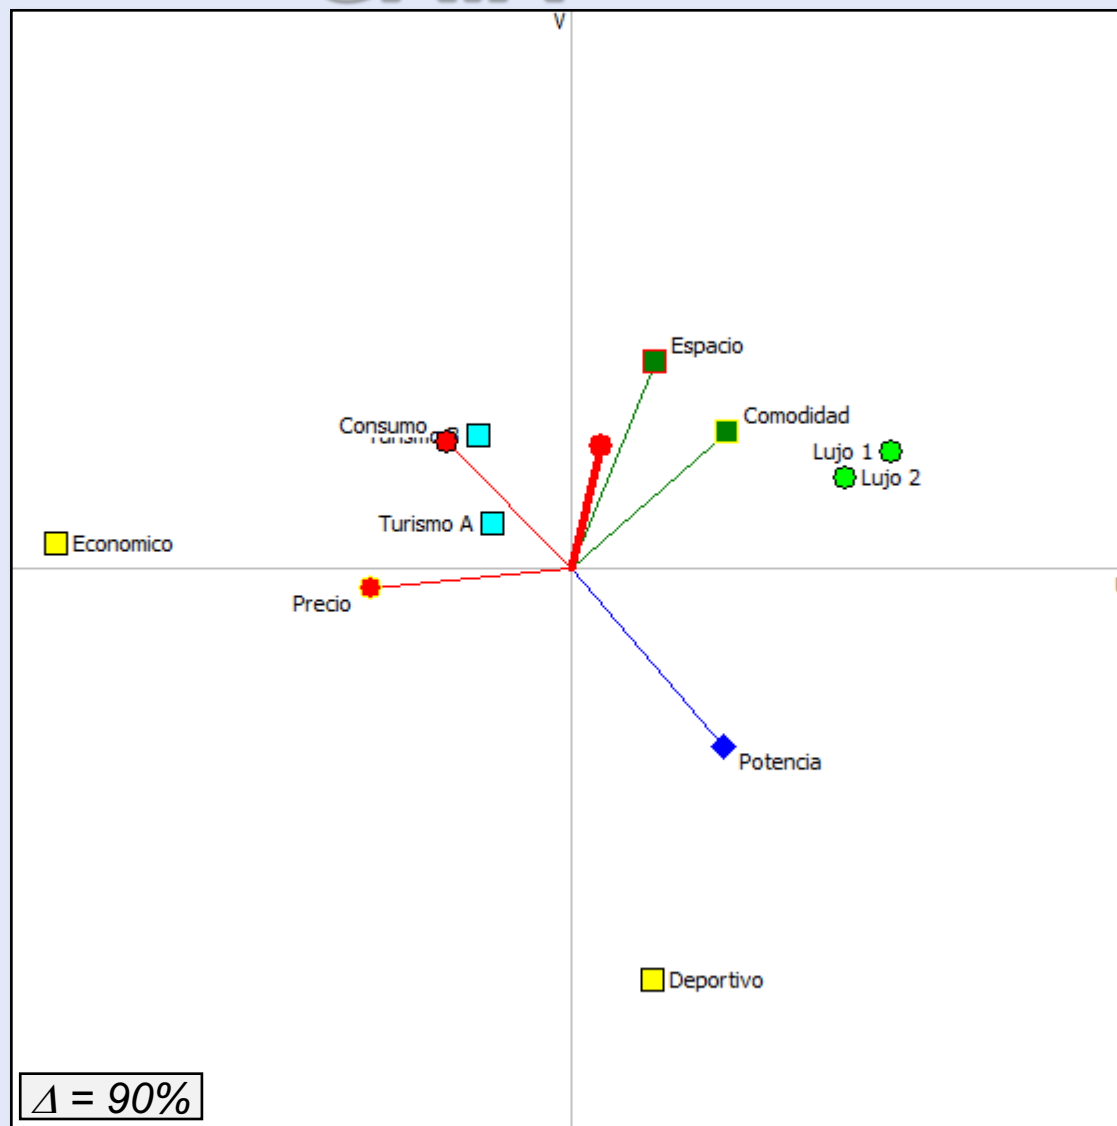 V
Espacio
Comodidad
Consumo
Lujo 1
Lujo 2
Turismo A
Economico
Precio
Potencia
Deportivo
Δ = 90%